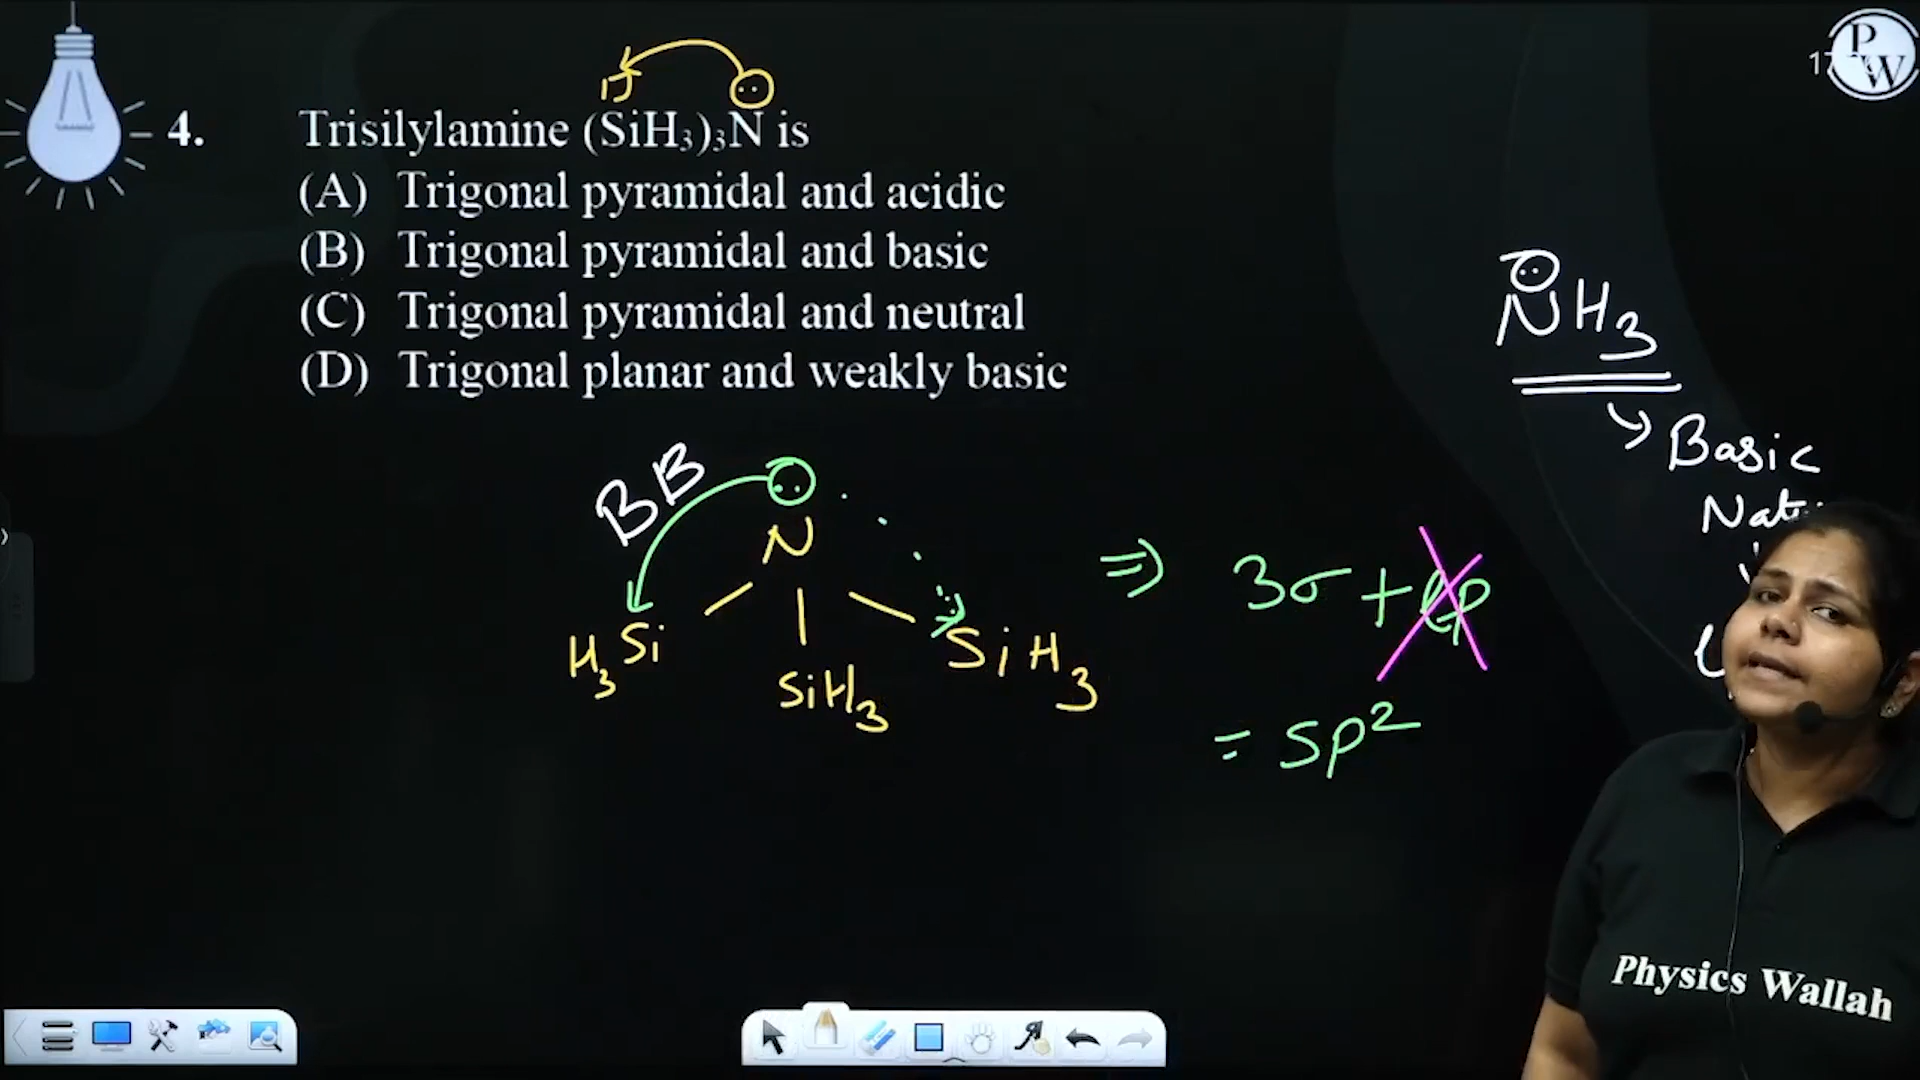 PW
4. Trisilylamine (SiH₃)₃N is
(A) Trigonal pyramidal and acidic
(B) Trigonal pyramidal and basic
(C) Trigonal pyramidal and neutral
(D) Trigonal planar and weakly basic
NH₃
Basic
BB
N
H₃Si
SiH₃
SiH₃
⇒ 3σ + lp
= sp²
Physics Wallah